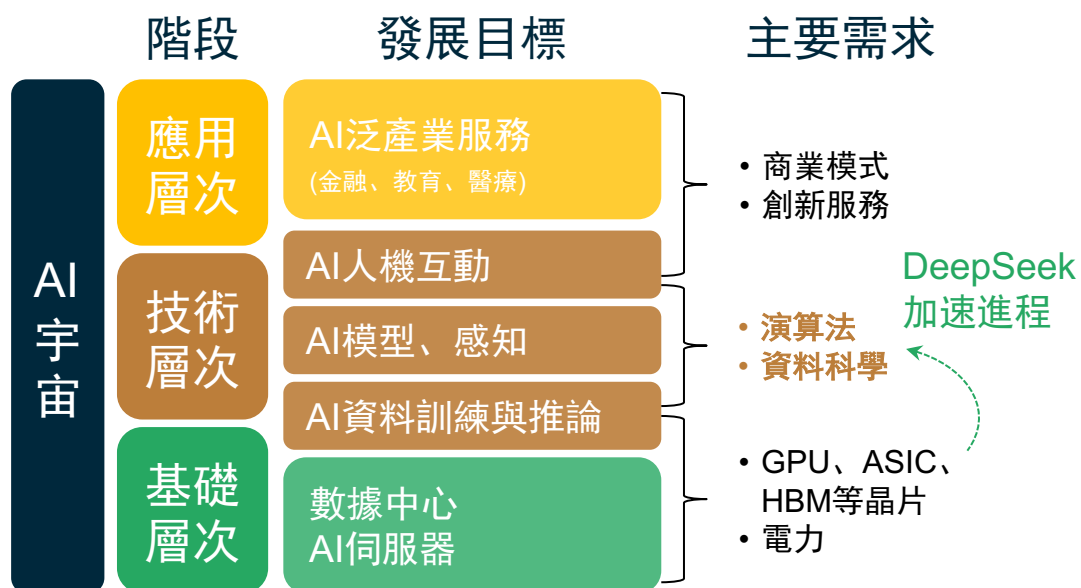 階段
發展目標
主要需求
AI
宇
宙
應用
層次
AI泛產業服務
(金融、教育、醫療)
• 商業模式
• 創新服務
技術
層次
AI人機互動
AI模型、感知
AI資料訓練與推論
• 演算法
• 資料科學
DeepSeek
加速進程
基礎
層次
數據中心
AI伺服器
• GPU、ASIC、
HBM等晶片
• 電力